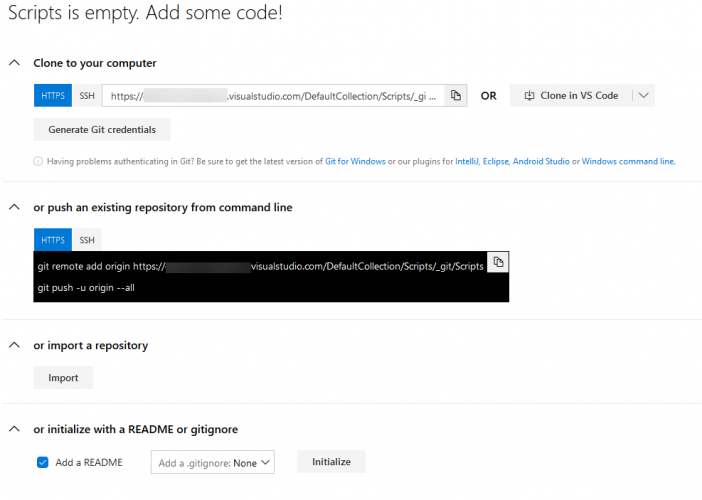 Scripts is empty. Add some code!
Clone to your computer
HTTPS SSH https:// .visualstudio.com/DefaultCollection/Scripts/_gi ... OR Clone in VS Code
Generate Git credentials
Having problems authenticating in Git? Be sure to get the latest version of Git for Windows or our plugins for IntelliJ, Eclipse, Android Studio or Windows command line.
or push an existing repository from command line
HTTPS SSH
git remote add origin https:// visualstudio.com/DefaultCollection/Scripts/_git/Scripts
git push -u origin --all
or import a repository
Import
or initialize with a README or gitignore
Add a README Add a .gitignore: None Initialize